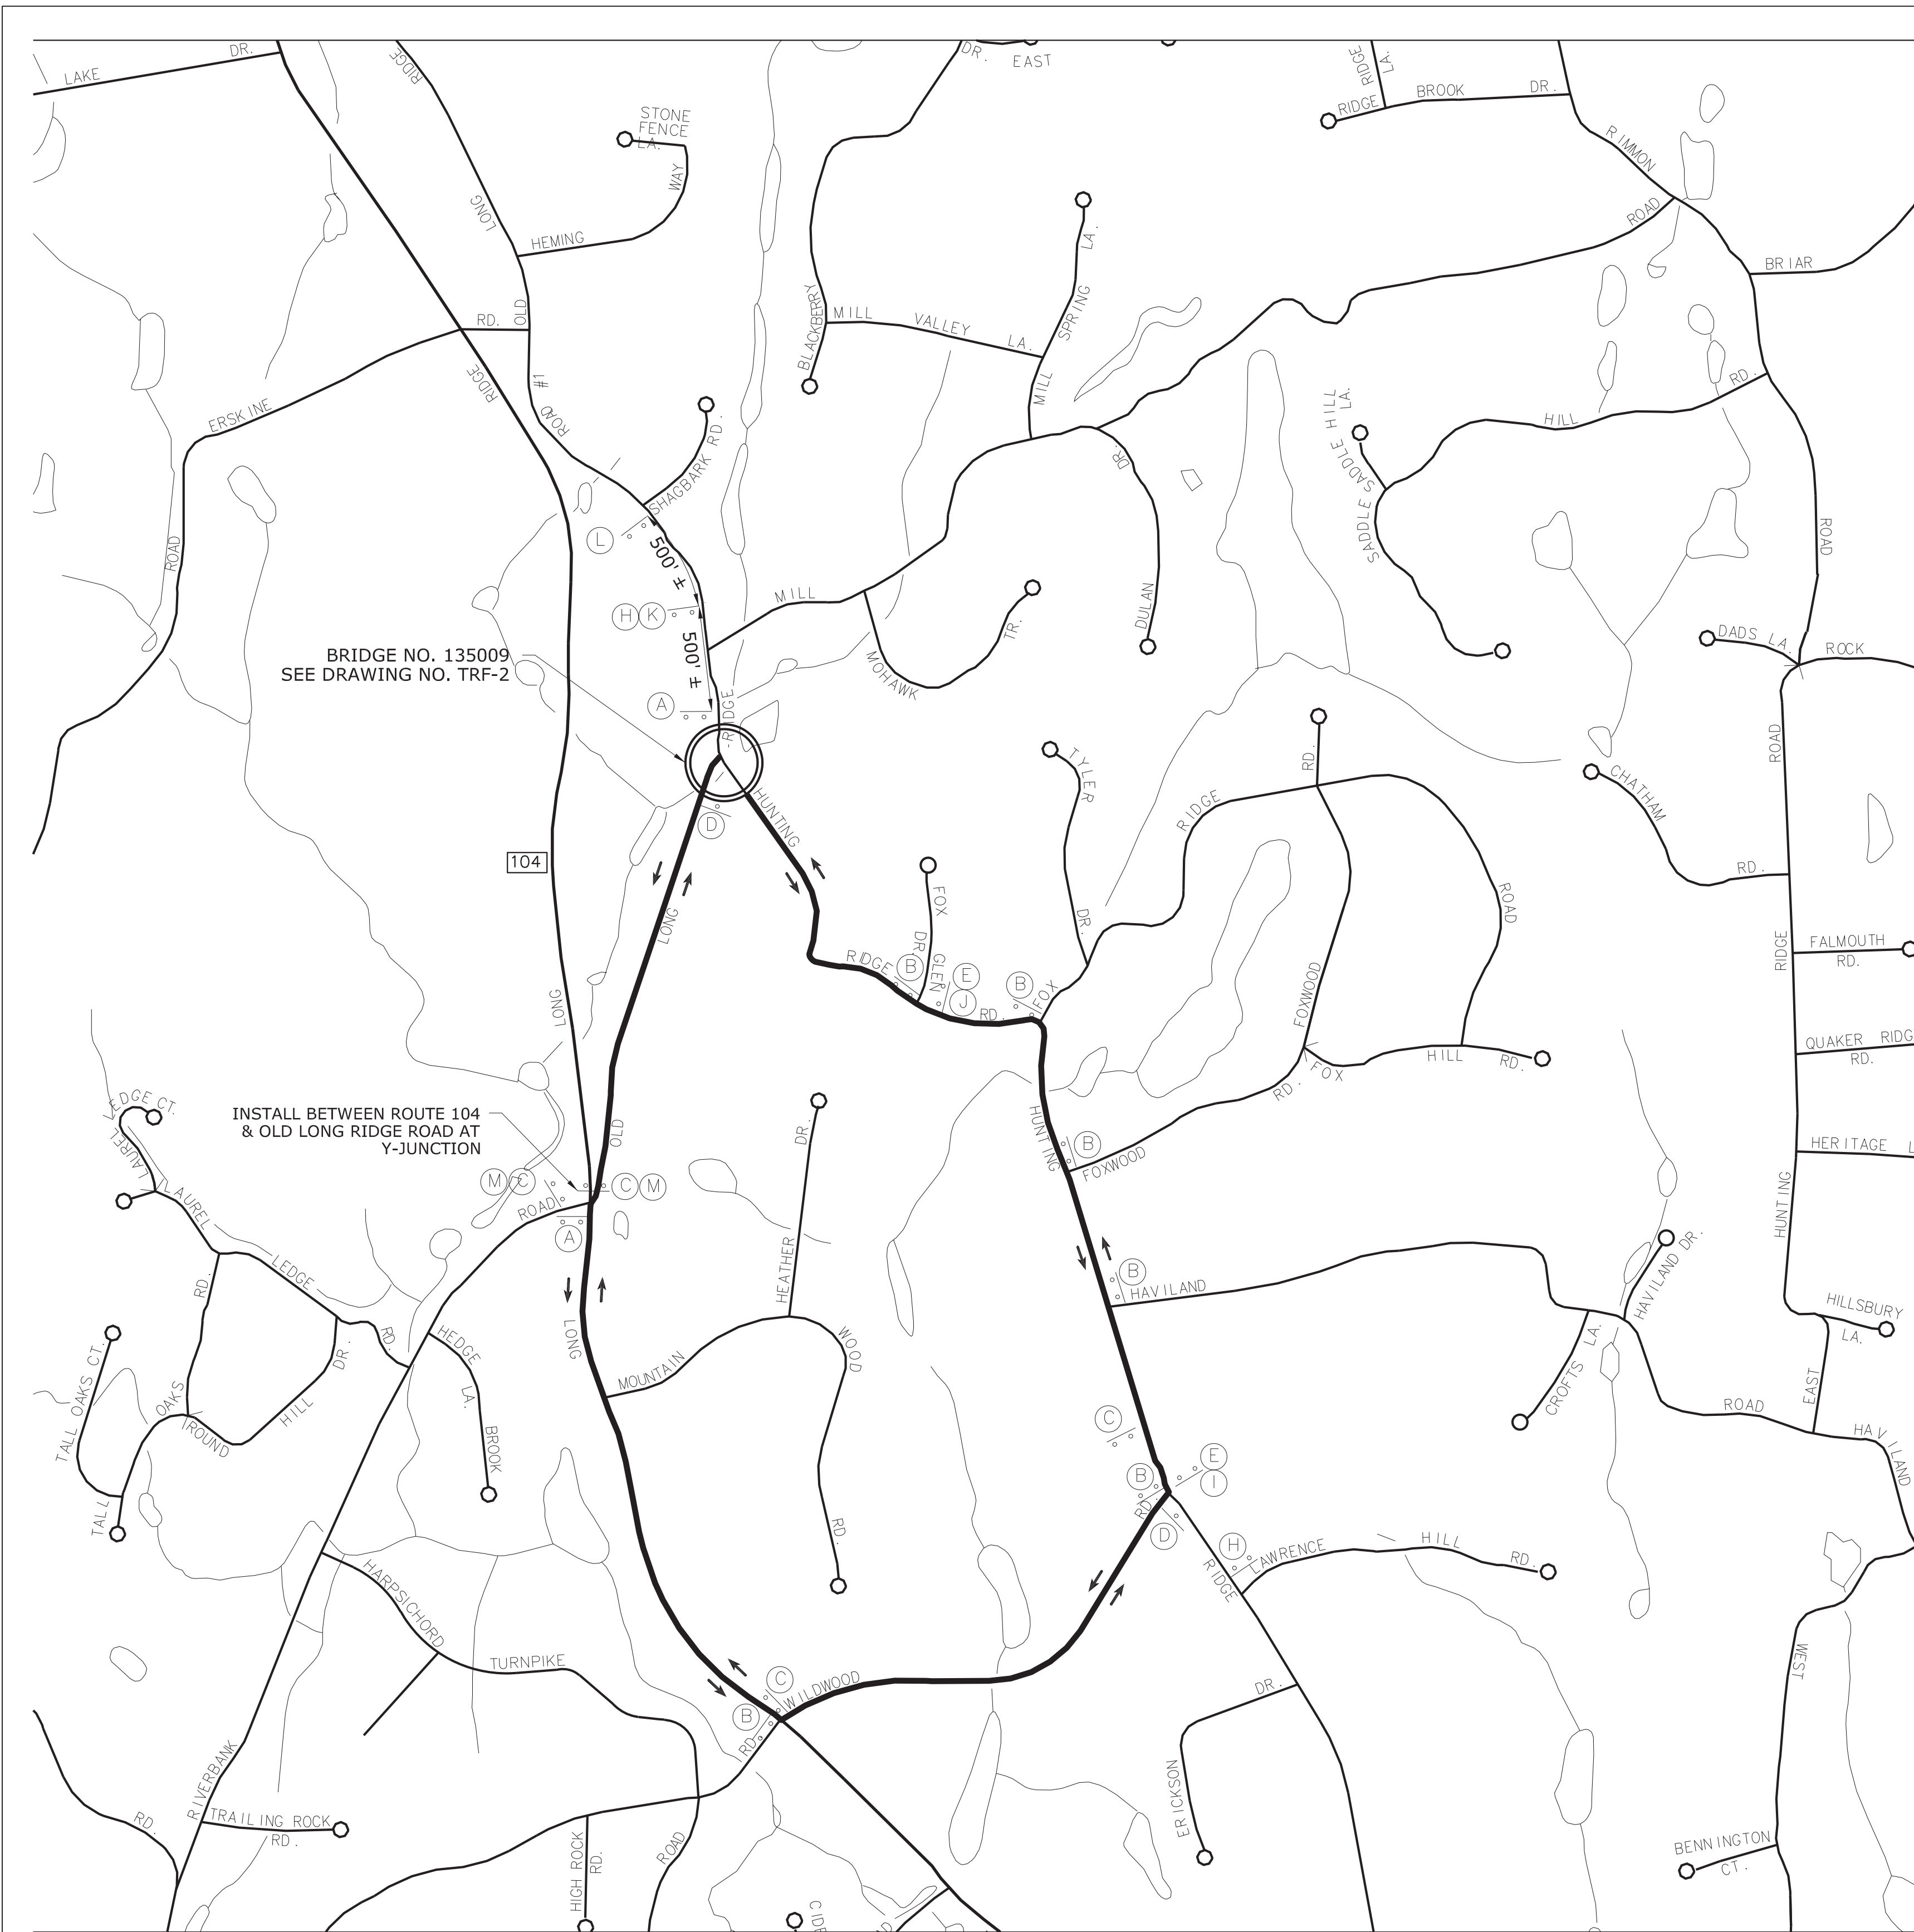 LAKE
DR.
RIDGE
STONE
FENCE
LA.
WAY
DR.
EAST
RIDGE
RIDGE
LA.
RIDGE
BROOK
DR.
RIMMON
ROAD
BRIAR
LONG
HEMING
OLD
RD.
ERSKINE
ROAD
RIDGE
#1
ROAD
BLACKBERRY
MILL
VALLEY
LA.
MILL
SPRING
LA.
DR.
DULAN
SHAGBARK RD.
SADDLE HILL
LA.
SADDLE
SADDLE
HILL
RD.
ROAD
L
500' ±
H K
500' ±
A
MILL
MOHAWK
TR.
BRIDGE NO. 135009
SEE DRAWING NO. TRF-2
RIDGE
D
HUNTING
DADS LA.
ROCK
ROAD
CHATHAM
RD.
TYLER
DR.
RIDGE
RD.
ROAD
104
LONG
LONG
FOX
GLEN
DR.
RIDGE
B
E
J
B
FOX
RD.
FOXWOOD
RIDGE
FALMOUTH
RD.
QUAKER RIDG
RD.
HERITAGE L
HILL
RD.
FOX
RD.
FOXWOOD
HUNTING
B
HUNTING
INSTALL BETWEEN ROUTE 104
& OLD LONG RIDGE ROAD AT
Y-JUNCTION
OLD
M C
C M
A
ROAD
LEDGE CT.
LAUREL
LAUREL
LEDGE
RD.
RD.
DR.
HILL
ROUND
OAKS
TALL OAKS CT.
TALL
HEDGE
LA.
BROOK
LONG
MOUNTAIN
HEATHER
DR.
WOOD
RD.
B
HAVILAND
HAVILAND DR.
CROFTS LA.
ROAD
HILLSBURY
LA.
EAST
HAVILAND
C
B
E
I
RD.
D
H
LAWRENCE
HILL
RD.
RIDGE
HARPSICHORD
TURNPIKE
C
B
WILDWOOD
RD.
DR.
ERICKSON
WEST
BENNINGTON
CT.
RIVERBANK
TRAILING ROCK
RD.
RD.
HIGH ROCK
RD.
ROAD